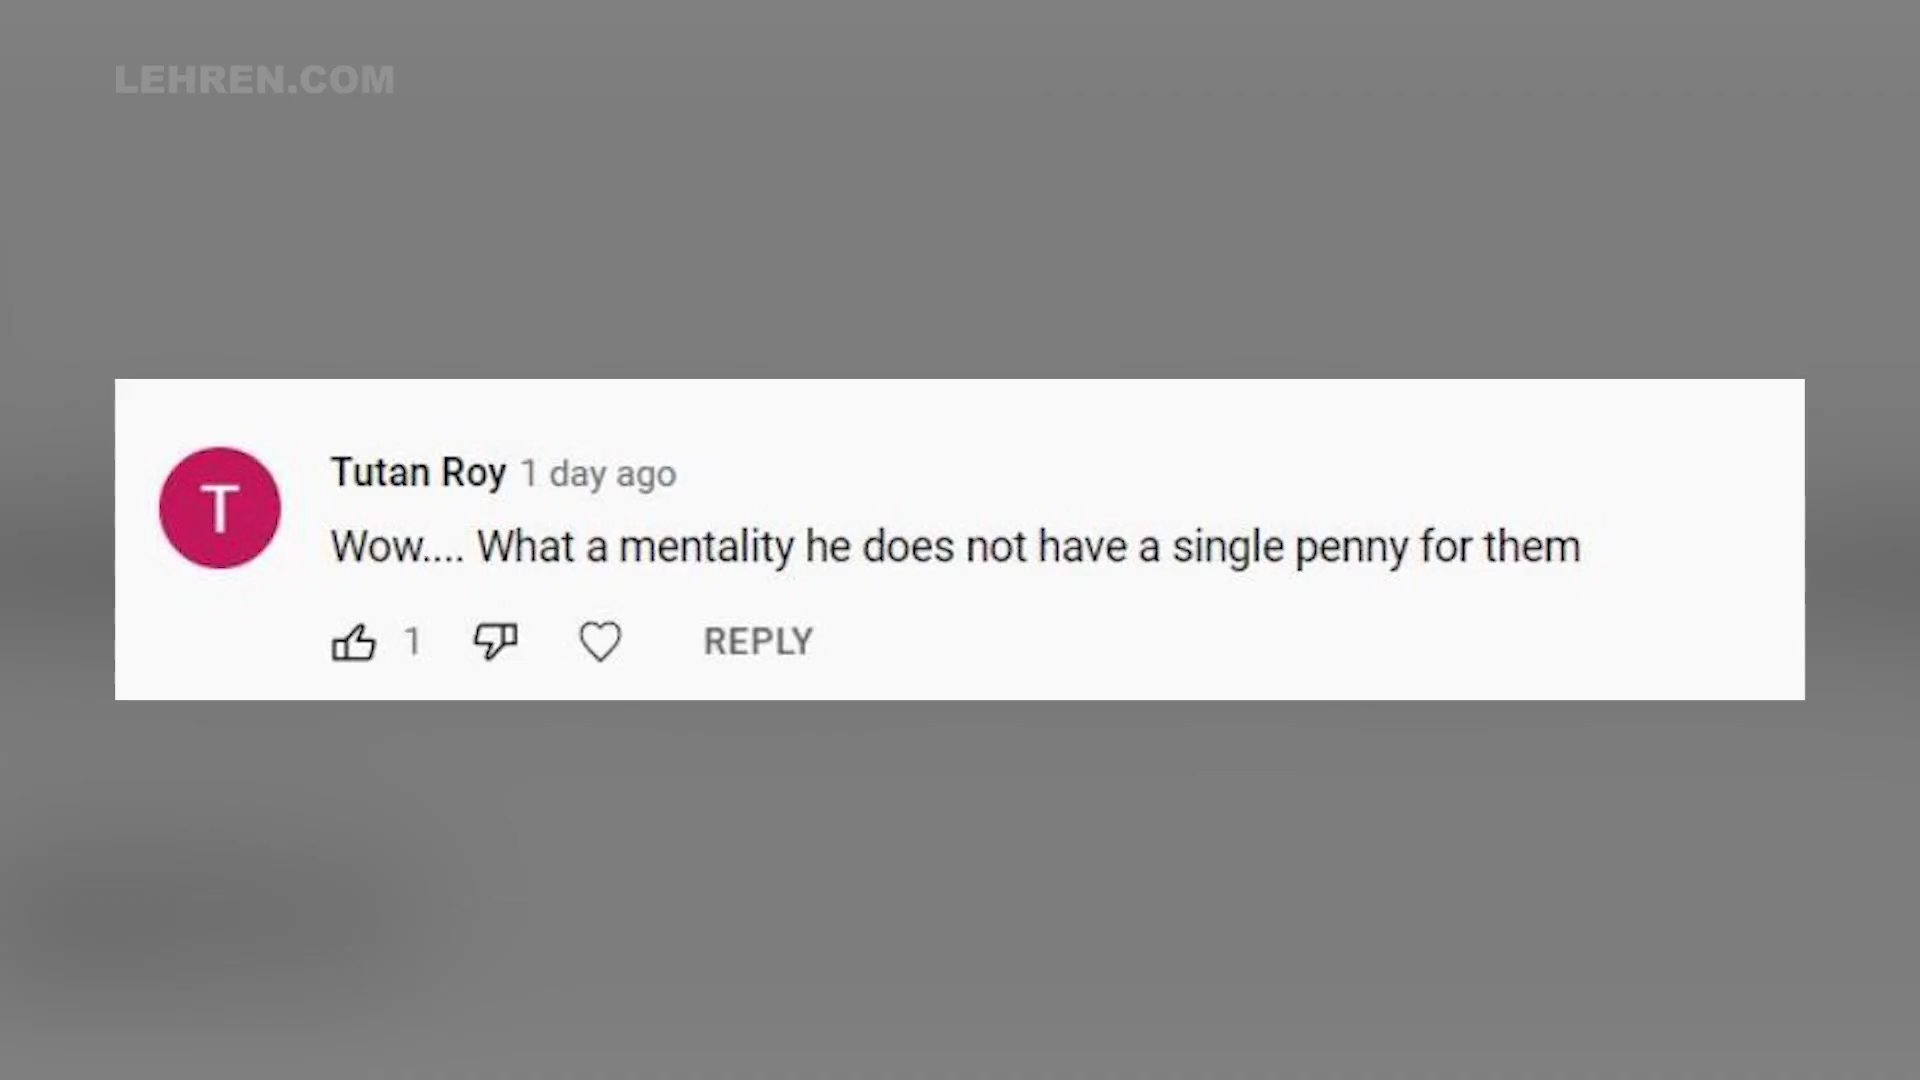 LEHREN.COM
T
Tutan Roy 1 day ago
Wow.... What a mentality he does not have a single penny for them
1 REPLY